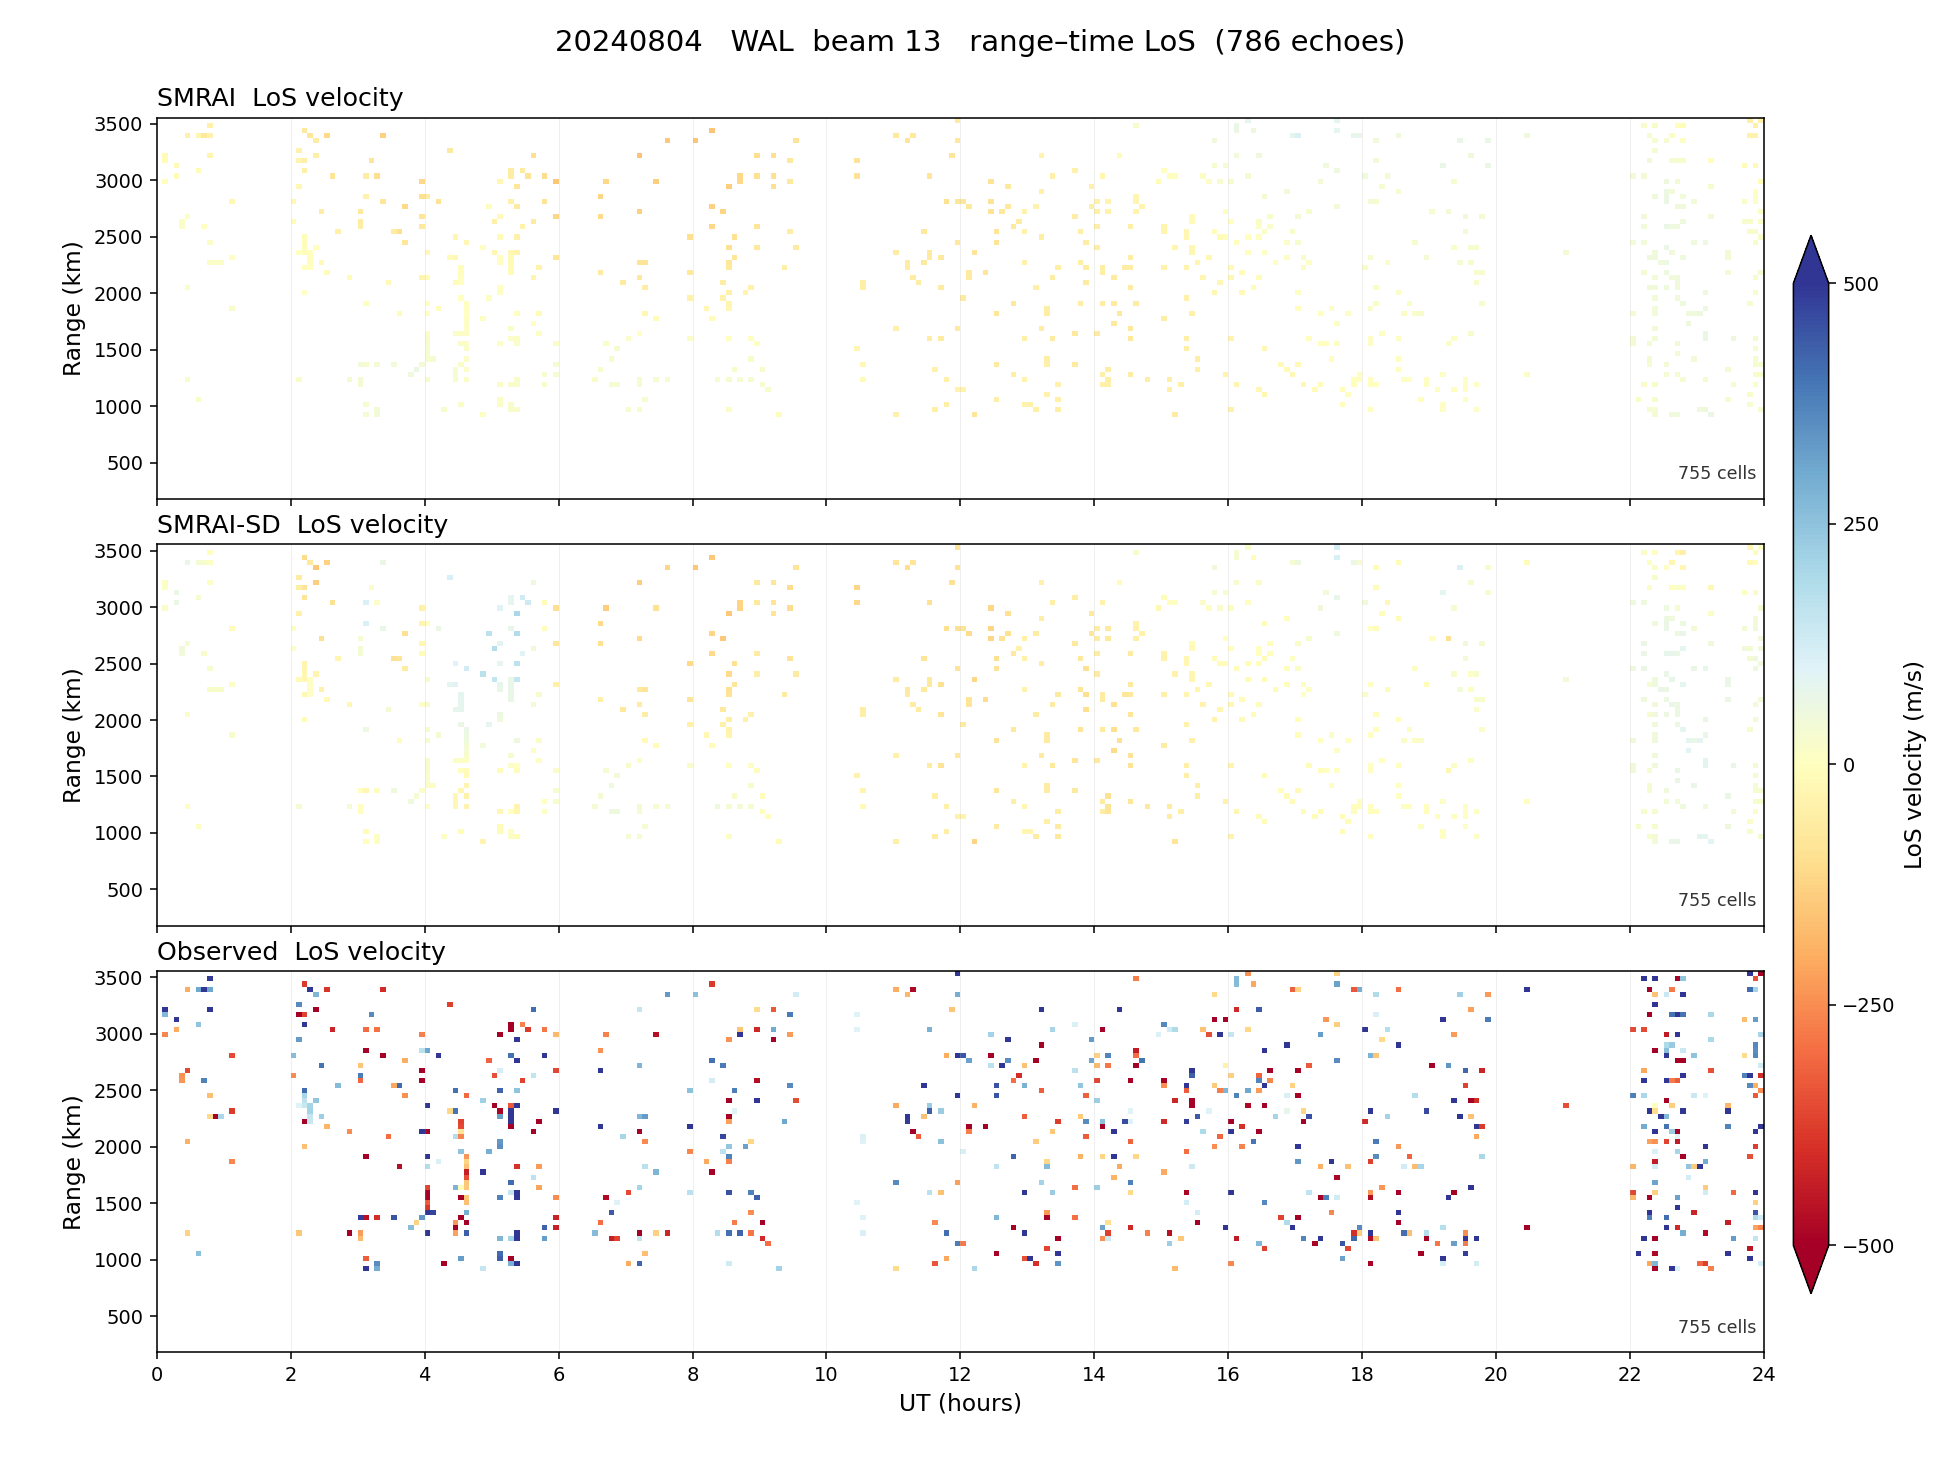 20240804   WAL  beam 13   range–time LoS  (786 echoes)
SMRAI  LoS velocity
3500
3000
2500
2000
1500
1000
500
Range (km)
755 cells
SMRAI-SD  LoS velocity
3500
3000
2500
2000
1500
1000
500
Range (km)
755 cells
Observed  LoS velocity
3500
3000
2500
2000
1500
1000
500
Range (km)
755 cells
0 2 4 6 8 10 12 14 16 18 20 22 24
UT (hours)
500
250
0
−250
−500
LoS velocity (m/s)